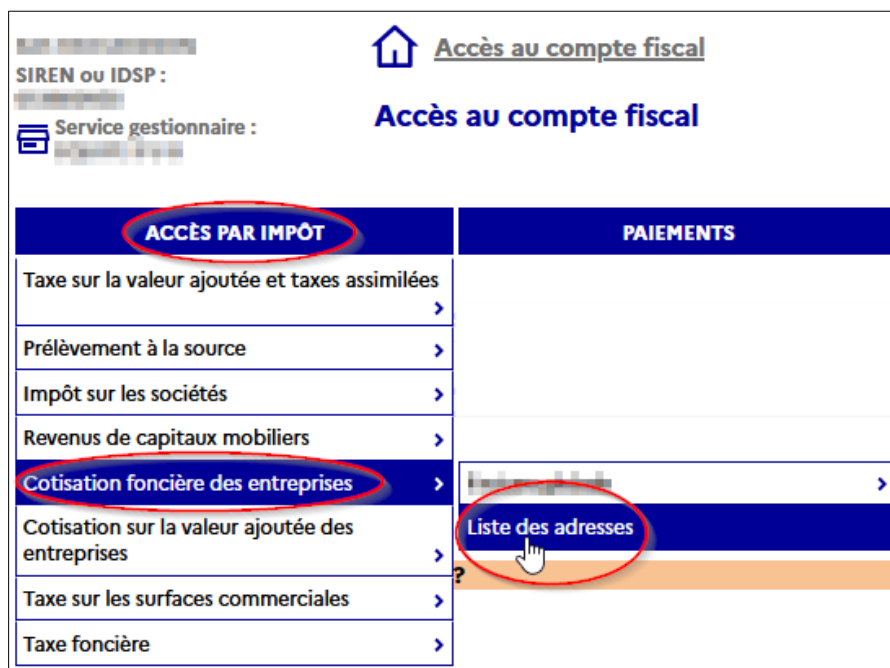 Accès au compte fiscal
SIREN ou IDSP :
Service gestionnaire :
Accès au compte fiscal
ACCÈS PAR IMPÔT
PAIEMENTS
Taxe sur la valeur ajoutée et taxes assimilées
Prélèvement à la source
Impôt sur les sociétés
Revenus de capitaux mobiliers
Cotisation foncière des entreprises
Liste des adresses
Cotisation sur la valeur ajoutée des
entreprises
?
Taxe sur les surfaces commerciales
Taxe foncière